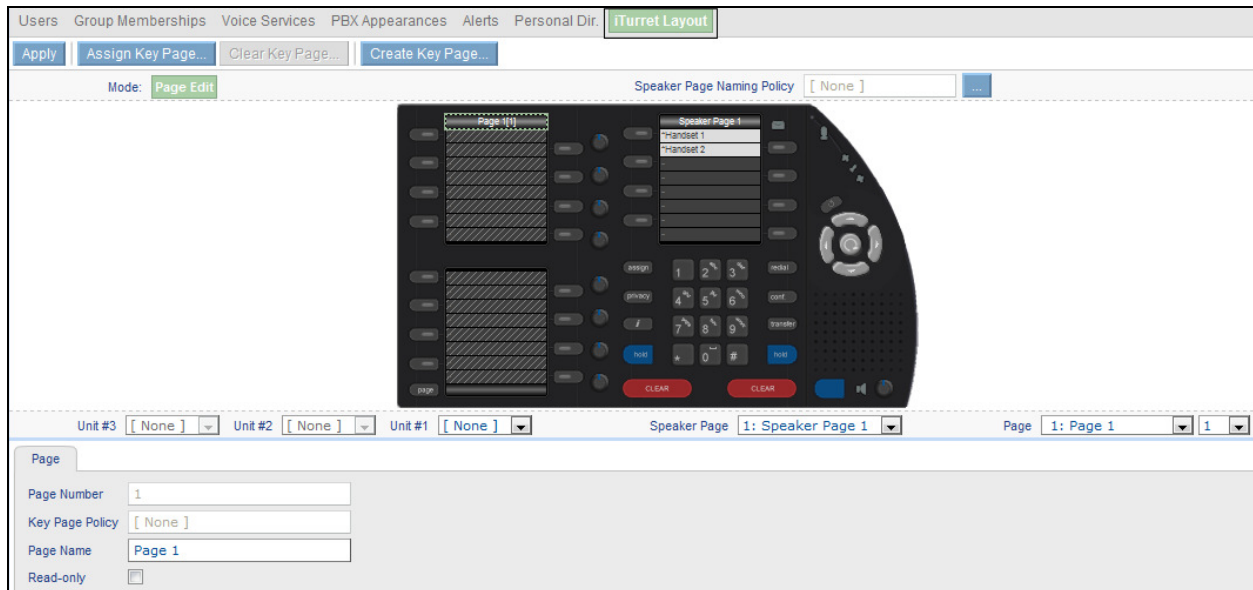 Users Group Memberships Voice Services PBX Appearances Alerts Personal Dir. iTurret Layout
Apply Assign Key Page... Clear Key Page... Create Key Page...
Mode: Page Edit Speaker Page Naming Policy [ None ] ...
Page 1[1] Speaker Page 1
*Handset 1
*Handset 2
assign 1 2 3 redial
privacy 4 5 6 conf.
i 7 8 9 transfer
hold * 0 # hold
page CLEAR CLEAR
Unit #3 [ None ] Unit #2 [ None ] Unit #1 [ None ] Speaker Page 1: Speaker Page 1 Page 1: Page 1 1
Page
Page Number 1
Key Page Policy [ None ]
Page Name Page 1
Read-only